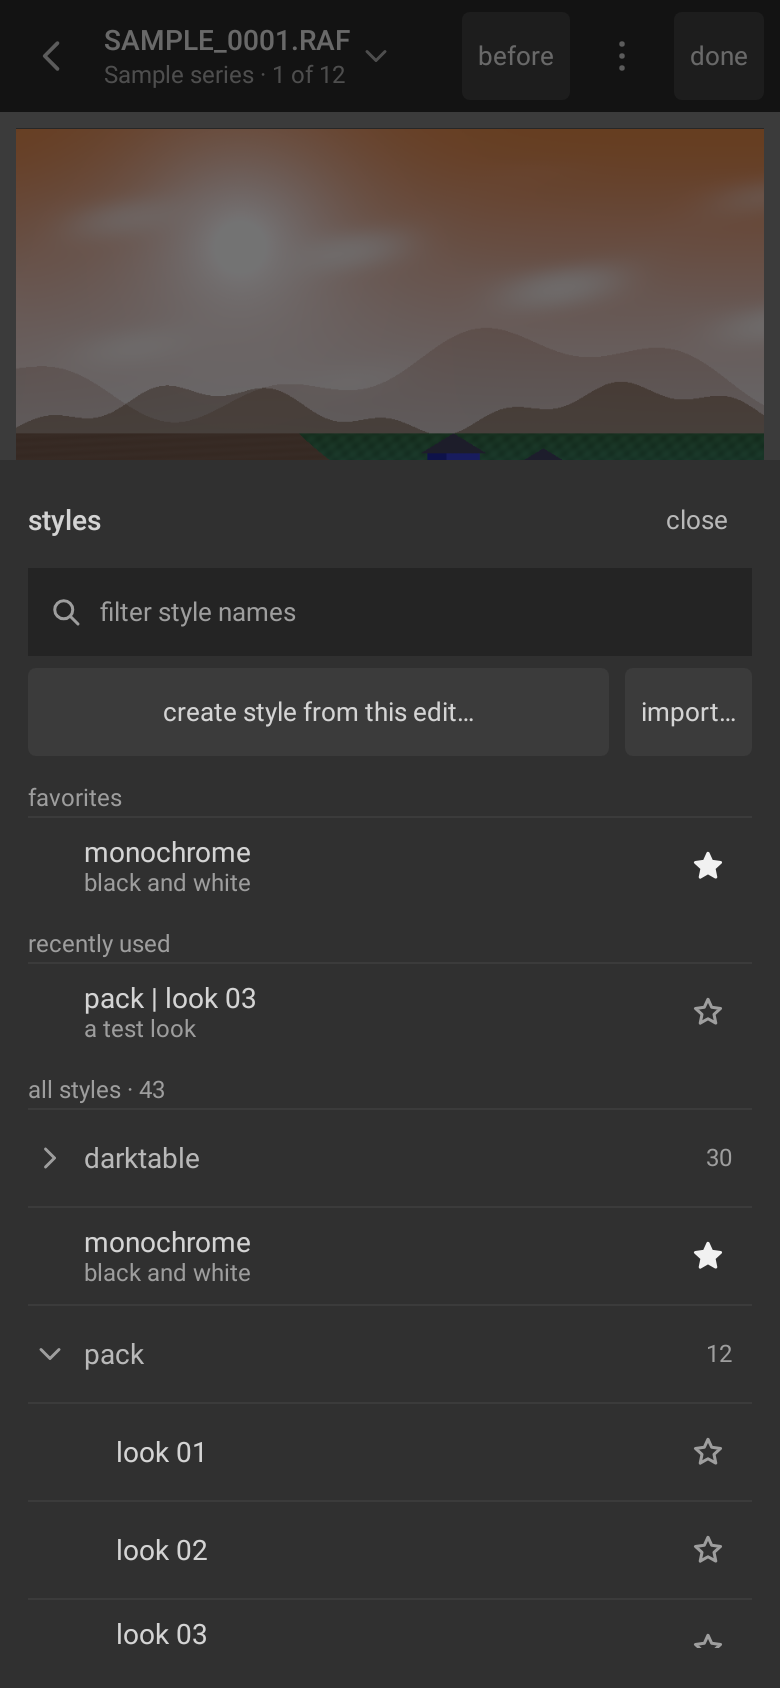 SAMPLE_0001.RAF
Sample series · 1 of 12
before
done
styles
close
filter style names
create style from this edit…
import…
favorites
monochrome
black and white
recently used
pack | look 03
a test look
all styles · 43
darktable
30
monochrome
black and white
pack
12
look 01
look 02
look 03